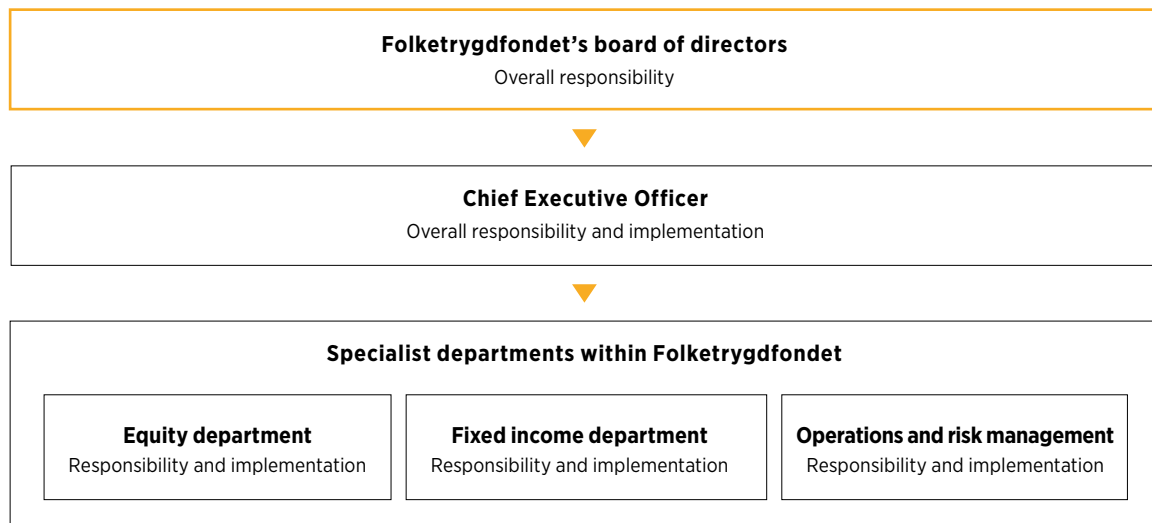 Folketrygdfondet’s board of directors
Overall responsibility
Chief Executive Officer
Overall responsibility and implementation
Specialist departments within Folketrygdfondet
Equity department
Responsibility and implementation
Fixed income department
Responsibility and implementation
Operations and risk management
Responsibility and implementation